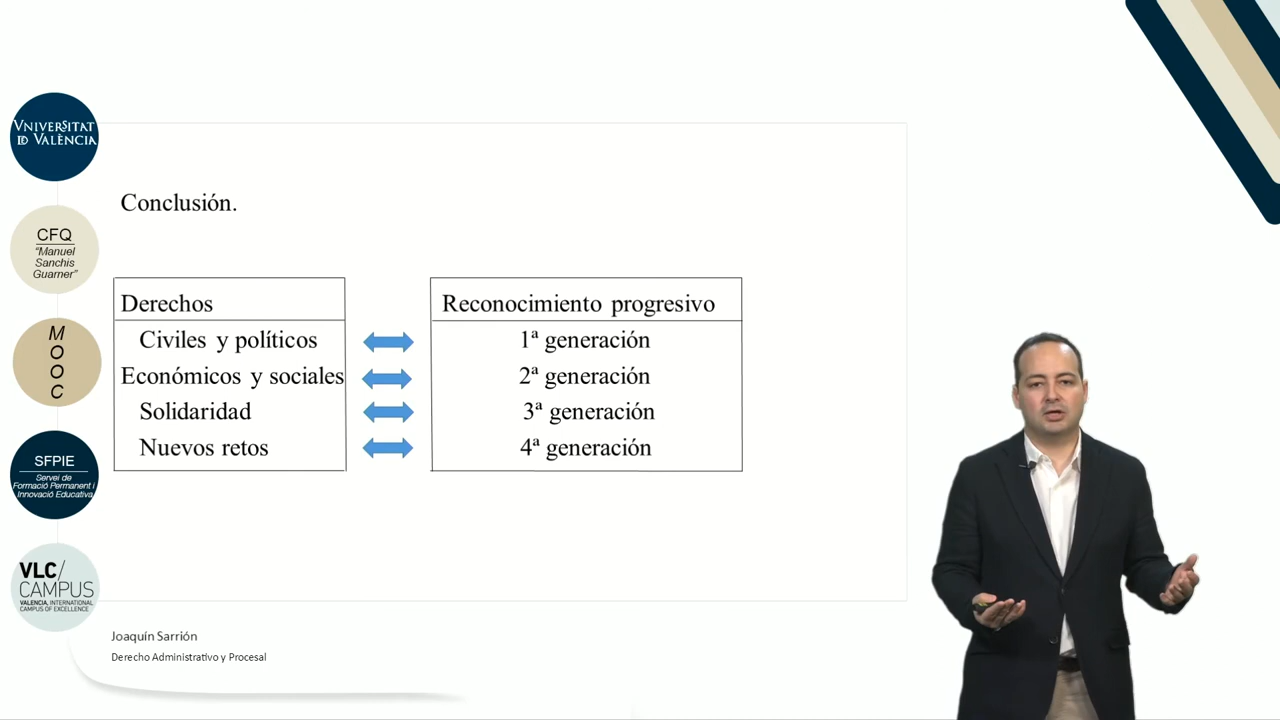 VNIVERSITAT
ID VALÈNCIA
CFQ
“Manuel
Sanchis
Guarner”
M
O
O
C
SFPIE
Servei de
Formació Permanent i
Innovació Educativa
VLC/
CAMPUS
VALENCIA, INTERNATIONAL
CAMPUS OF EXCELLENCE
Conclusión.
Derechos
Civiles y políticos
Económicos y sociales
Solidaridad
Nuevos retos
Reconocimiento progresivo
1ª generación
2ª generación
3ª generación
4ª generación
Joaquín Sarrión
Derecho Administrativo y Procesal